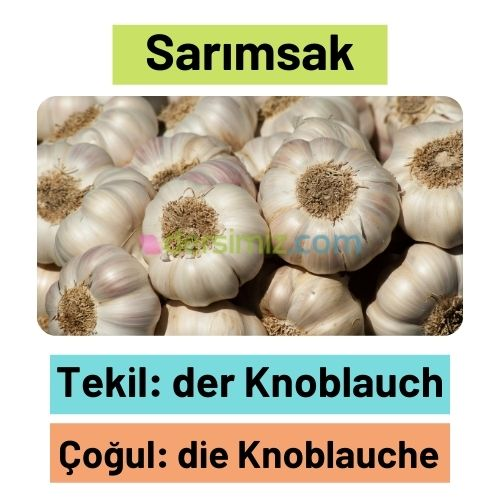 Sarımsak
dersimiz.com
Tekil: der Knoblauch
Çoğul: die Knoblauche